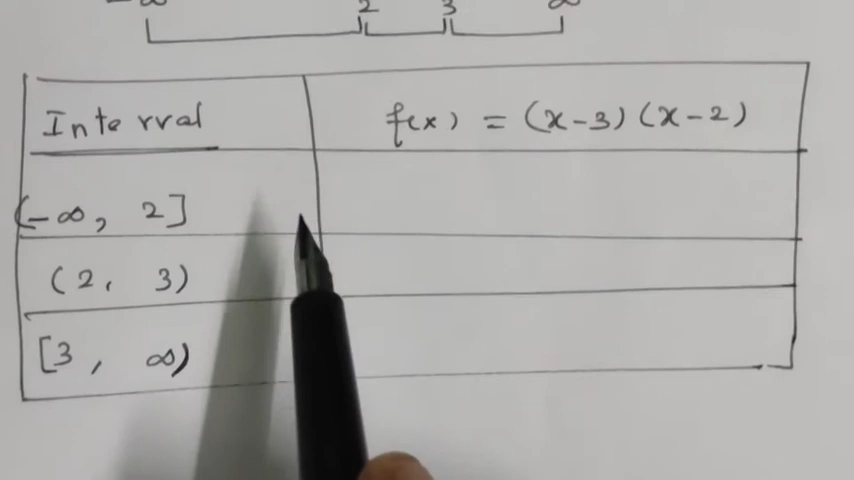 -∞ 2 3 ∞
Interval f(x) = (x-3)(x-2)
(-∞, 2]
(2, 3)
[3, ∞)